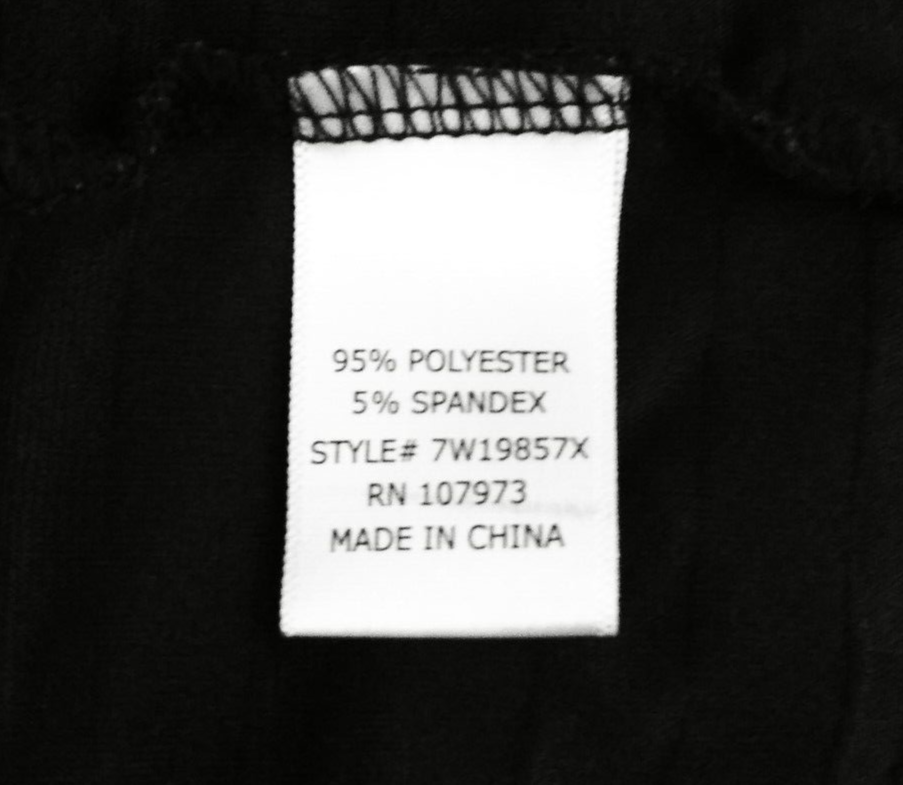 95% POLYESTER
5% SPANDEX
STYLE# 7W19857X
RN 107973
MADE IN CHINA